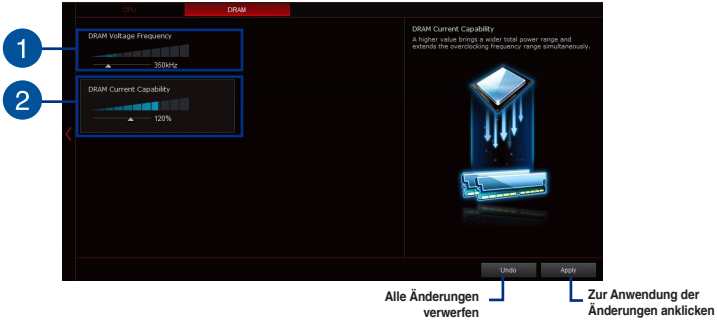 CPU
DRAM
1
DRAM Voltage Frequency
350kHz
2
DRAM Current Capability
120%
DRAM Current Capability
A higher value brings a wider total power range and
extends the overclocking frequency range simultaneously.
Undo
Apply
Alle Änderungen
verwerfen
Zur Anwendung der
Änderungen anklicken